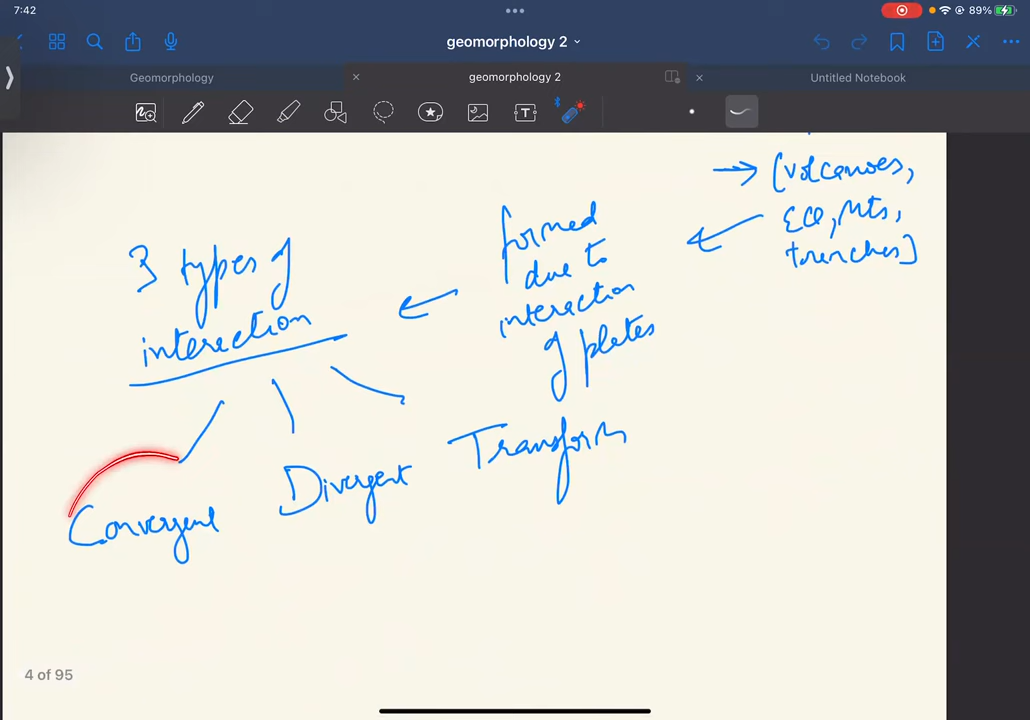 7:42
89%
geomorphology 2
Geomorphology
geomorphology 2
Untitled Notebook
→ [volcanoes,
EQ, Mts,
trenches]
formed
due to
interaction
of plates
3 types of
interaction
Convergent
Divergent
Transform
4 of 95